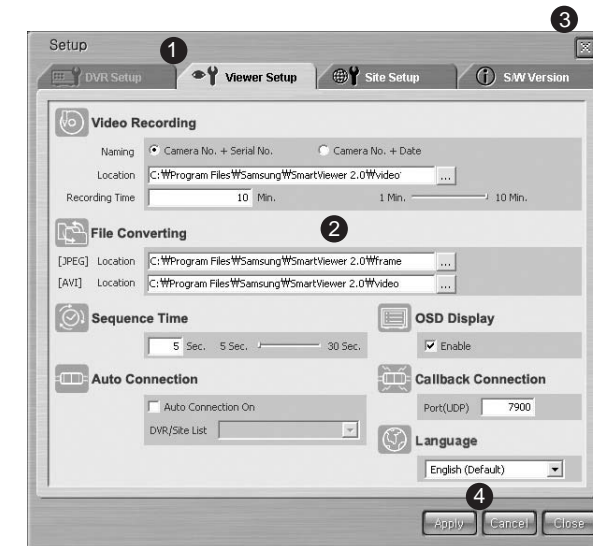 3
Setup
1
DVR Setup
Viewer Setup
Site Setup
S/W Version
Video Recording
Naming Camera No. + Serial No. Camera No. + Date
Location C:₩Program Files₩Samsung₩SmartViewer 2.0₩video ...
Recording Time 10 Min. 1 Min. 10 Min.
File Converting
2
[JPEG] Location C:₩Program Files₩Samsung₩SmartViewer 2.0₩frame ...
[AVI] Location C:₩Program Files₩Samsung₩SmartViewer 2.0₩video ...
Sequence Time
5 Sec. 5 Sec. 30 Sec.
OSD Display
Enable
Auto Connection
Auto Connection On
DVR/Site List
Callback Connection
Port(UDP) 7900
Language
English (Default)
4
Apply Cancel Close